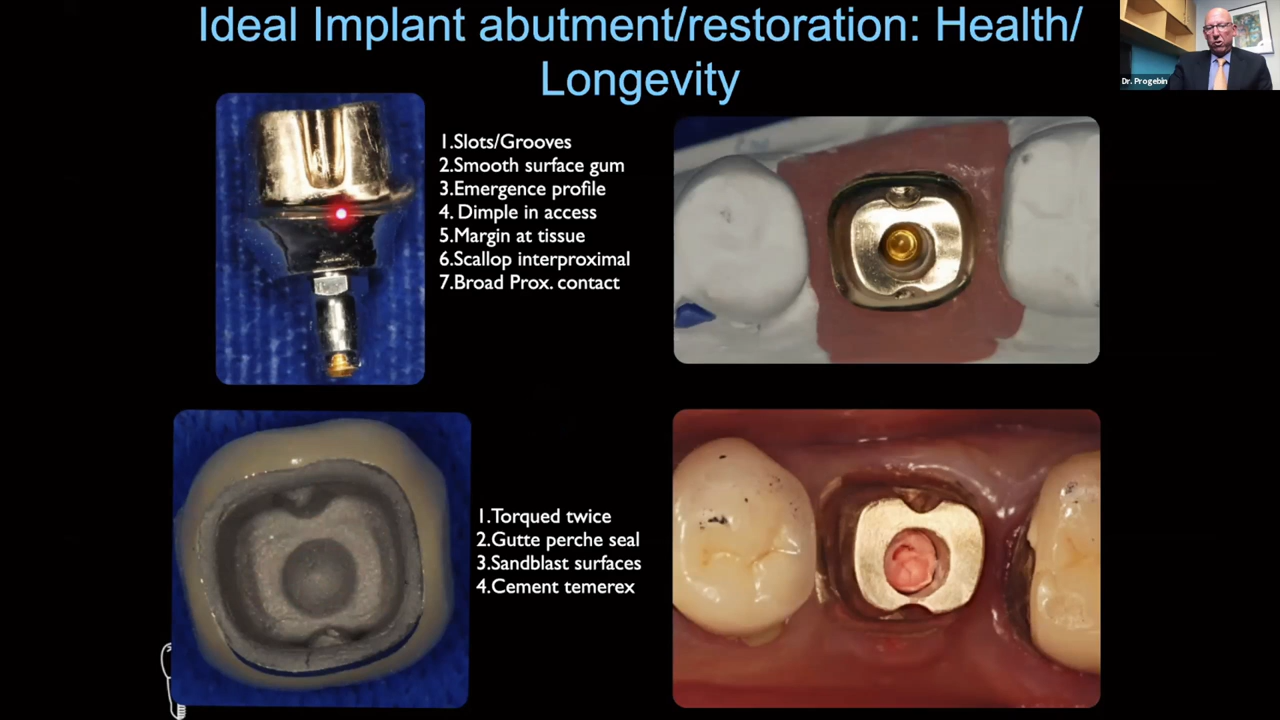 Ideal Implant abutment/restoration: Health/
Longevity
Dr. Progebin
1.Slots/Grooves
2.Smooth surface gum
3.Emergence profile
4. Dimple in access
5.Margin at tissue
6.Scallop interproximal
7.Broad Prox. contact
1.Torqued twice
2.Gutte perche seal
3.Sandblast surfaces
4.Cement temerex